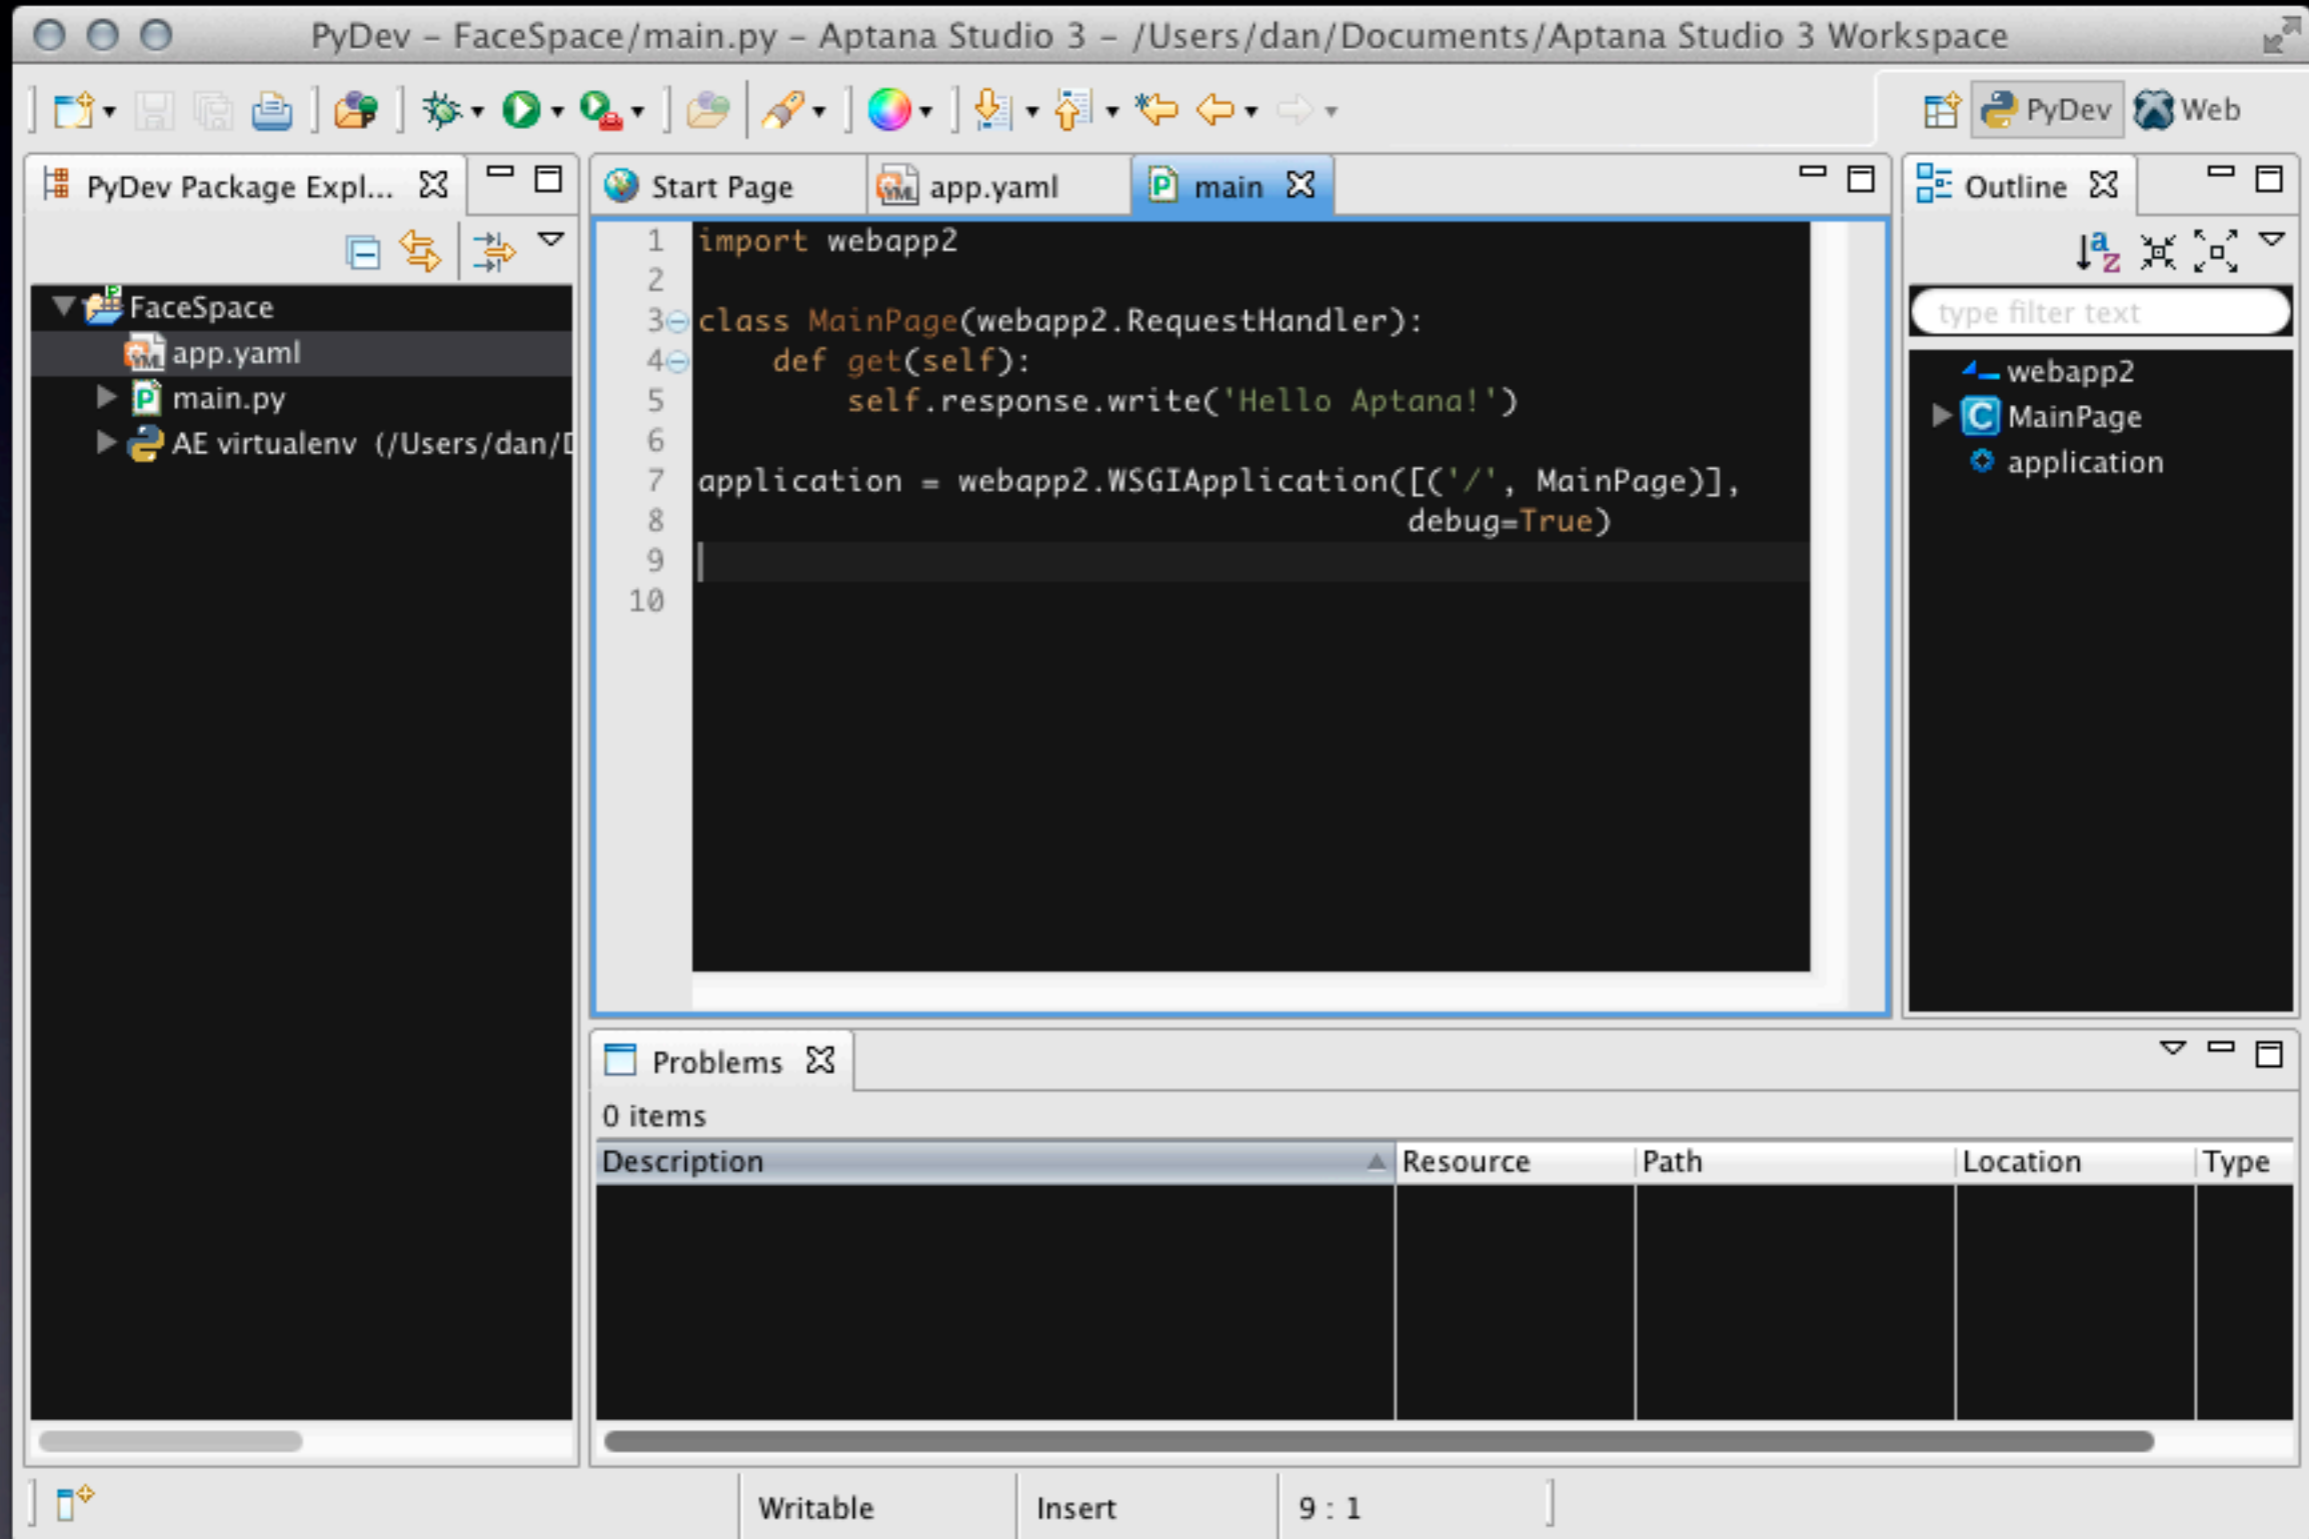 PyDev – FaceSpace/main.py – Aptana Studio 3 – /Users/dan/Documents/Aptana Studio 3 Workspace
PyDev
Web
PyDev Package Expl...
FaceSpace
app.yaml
main.py
AE virtualenv (/Users/dan/D
Start Page
app.yaml
main
1 import webapp2
2
3 class MainPage(webapp2.RequestHandler):
4     def get(self):
5         self.response.write('Hello Aptana!')
6
7 application = webapp2.WSGIApplication([('/', MainPage)],
8                                       debug=True)
9
10
Outline
type filter text
webapp2
MainPage
application
Problems
0 items
Description Resource Path Location Type
Writable Insert 9 : 1